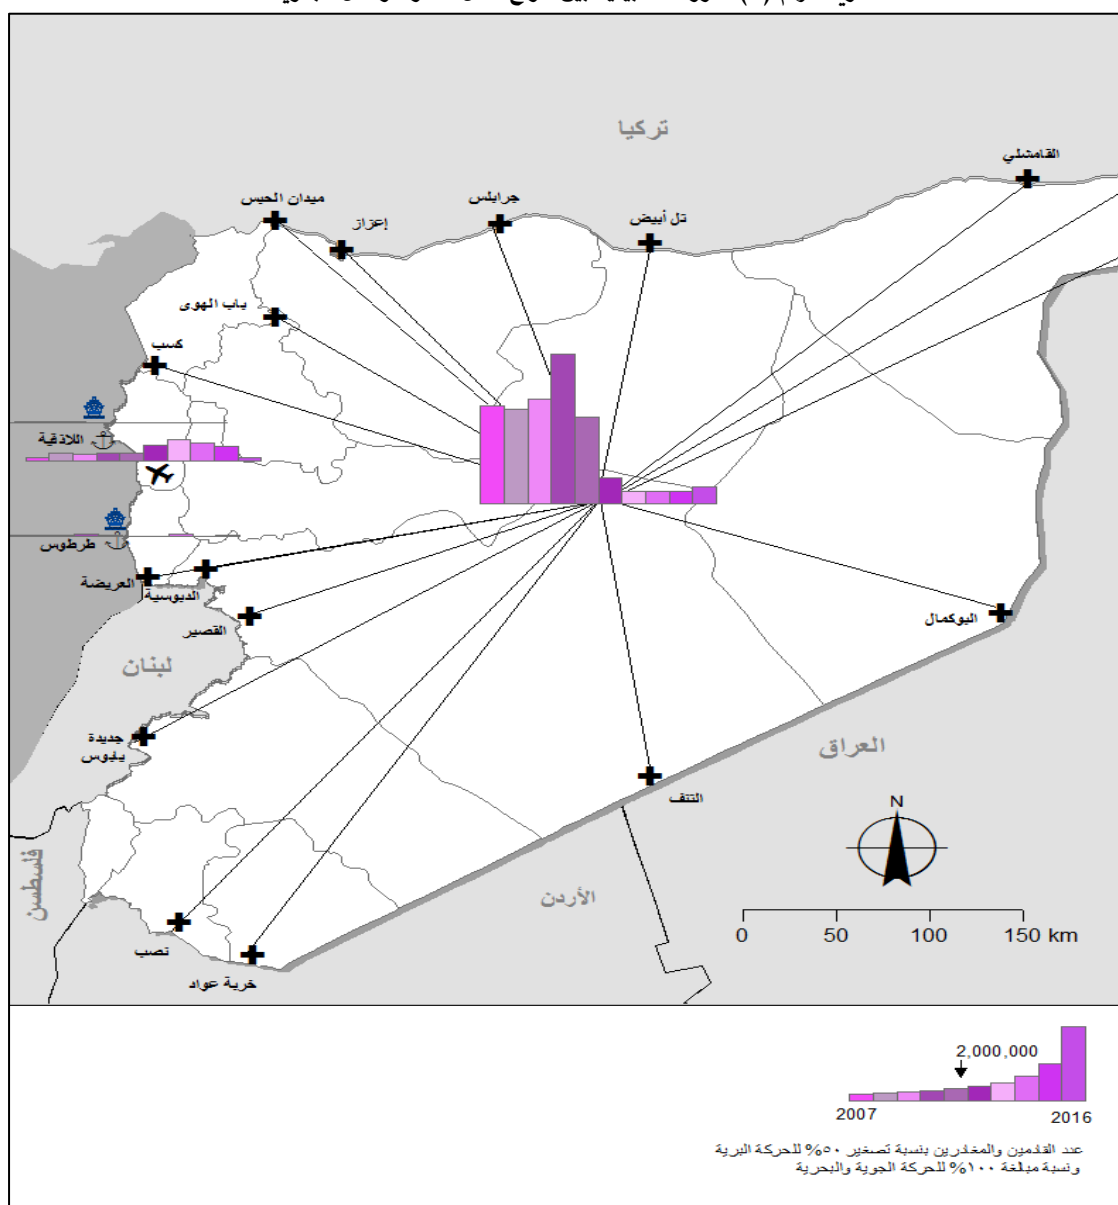 تركيا
القامشلي
ميدان الحبس
جرابلس
إعزاز
تل أبيض
باب الهوى
كسب
اللاذقية
طرطوس
العريضة
الدبوسية
القصير
البوكمال
لبنان
جديدة
يابوس
العراق
التنف
N
فلسطين
الأردن
نصب
خربة عواد
0 50 100 150 km
2,000,000
2007 2016
عدد القادمين والمغادرين بنسبة تصغير ٥٠% للحركة البرية
ونسبة مبالغة ١٠٠% للحركة الجوية والبحرية